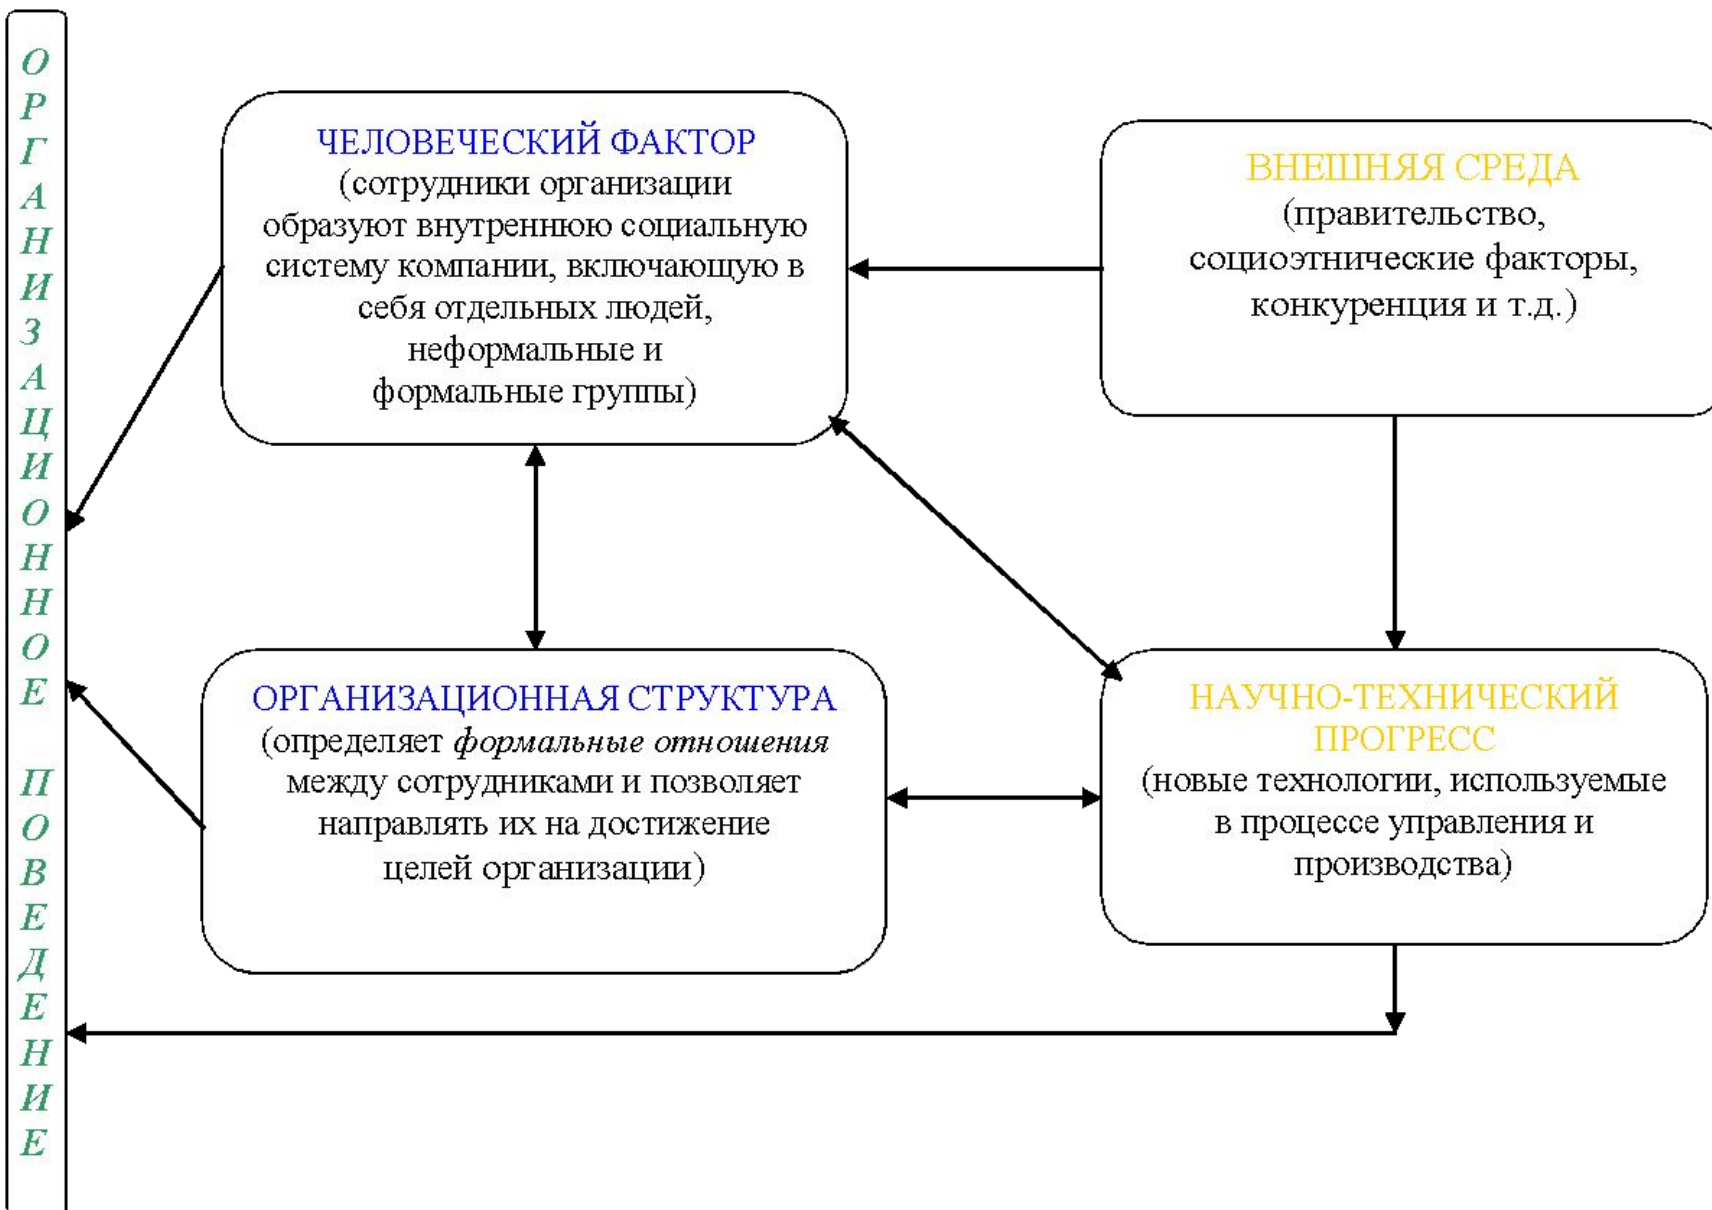 ОРГАНИЗАЦИОННОЕ ПОВЕДЕНИЕ
ЧЕЛОВЕЧЕСКИЙ ФАКТОР
(сотрудники организации
образуют внутреннюю социальную
систему компании, включающую в
себя отдельных людей,
неформальные и
формальные группы)
ВНЕШНЯЯ СРЕДА
(правительство,
социоэтнические факторы,
конкуренция и т.д.)
ОРГАНИЗАЦИОННАЯ СТРУКТУРА
(определяет формальные отношения
между сотрудниками и позволяет
направлять их на достижение
целей организации)
НАУЧНО-ТЕХНИЧЕСКИЙ
ПРОГРЕСС
(новые технологии, используемые
в процессе управления и
производства)